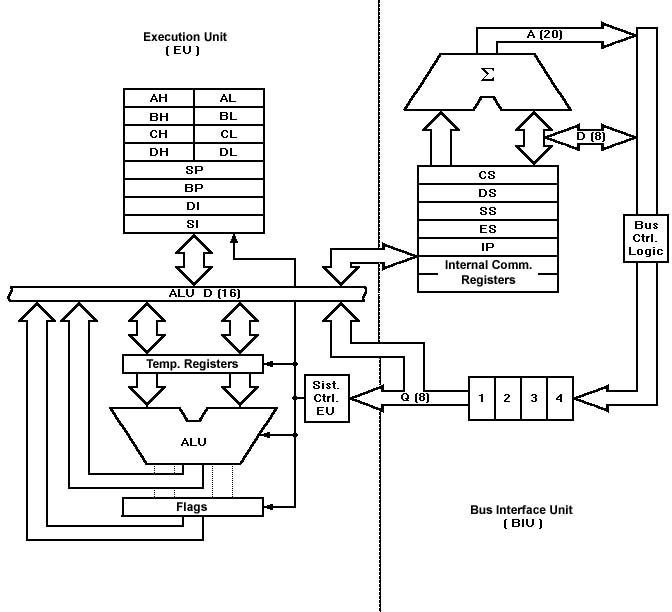 Execution Unit
( EU )
AH AL
BH BL
CH CL
DH DL
SP
BP
DI
SI
ALU D (16)
Temp. Registers
ALU
Flags
Sist.
Ctrl.
EU
A (20)
Σ
D (8)
CS
DS
SS
ES
IP
Internal Comm.
Registers
Bus
Ctrl.
Logic
Q (8)
1 2 3 4
Bus Interface Unit
( BIU )